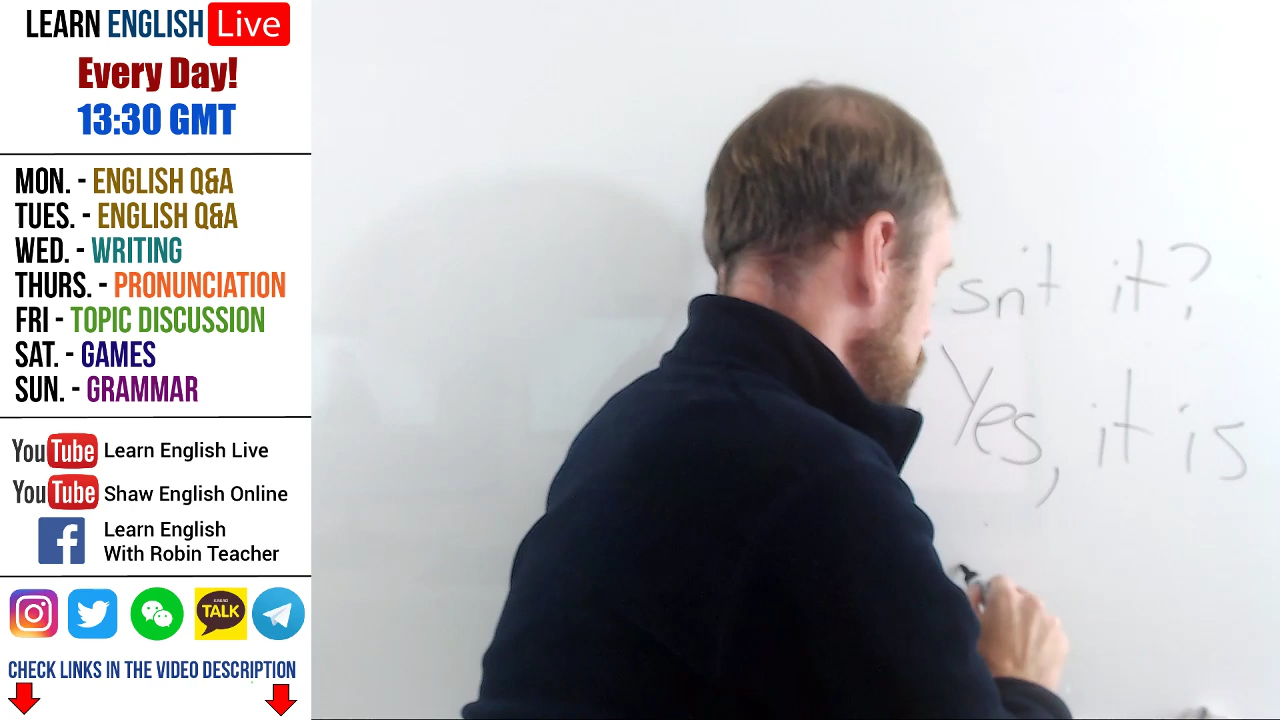 LEARN ENGLISH Live
Every Day!
13:30 GMT
MON. - ENGLISH Q&A
TUES. - ENGLISH Q&A
WED. - WRITING
THURS. - PRONUNCIATION
FRI - TOPIC DISCUSSION
SAT. - GAMES
SUN. - GRAMMAR
YouTube Learn English Live
YouTube Shaw English Online
f Learn English
With Robin Teacher
TALK
CHECK LINKS IN THE VIDEO DESCRIPTION
sn't it?
Yes, it is